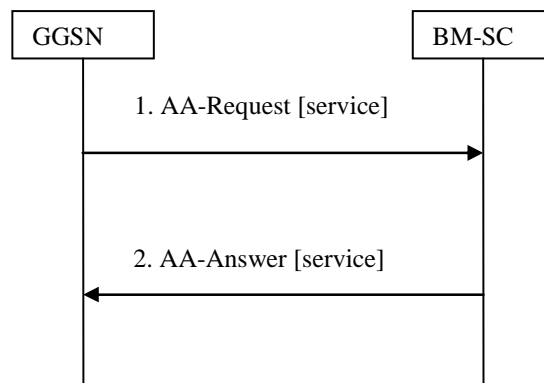 GGSN
BM-SC
1. AA-Request [service]
2. AA-Answer [service]